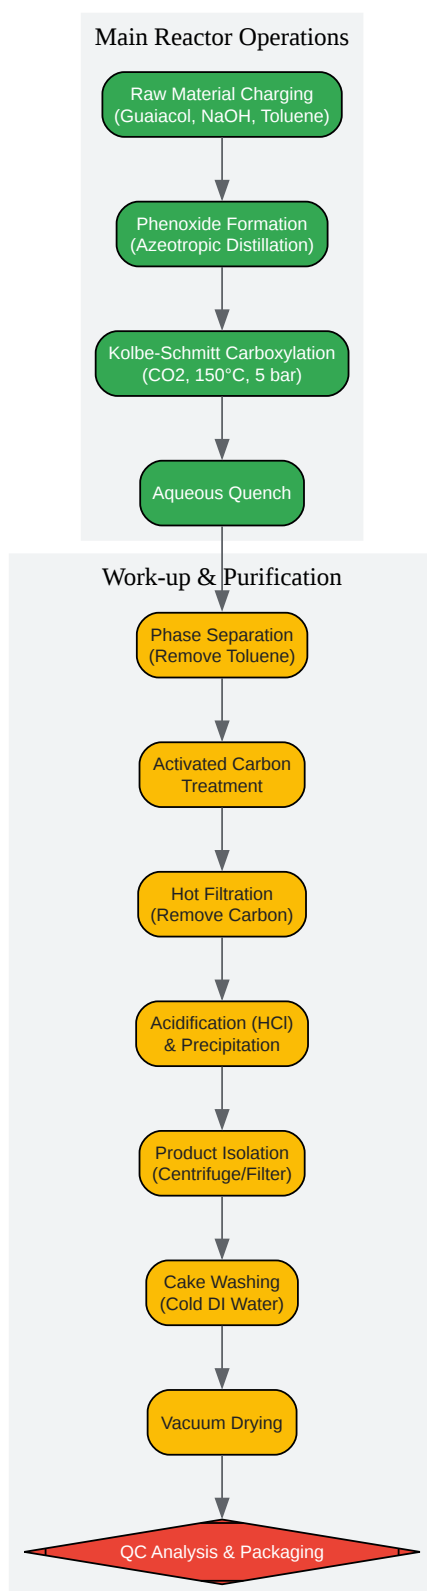 Main Reactor Operations
Raw Material Charging
(Guaiacol, NaOH, Toluene)
Phenoxide Formation
(Azeotropic Distillation)
Kolbe-Schmitt Carboxylation
(CO2, 150°C, 5 bar)
Aqueous Quench
Work-up & Purification
Phase Separation
(Remove Toluene)
Activated Carbon
Treatment
Hot Filtration
(Remove Carbon)
Acidification (HCl)
& Precipitation
Product Isolation
(Centrifuge/Filter)
Cake Washing
(Cold DI Water)
Vacuum Drying
QC Analysis & Packaging